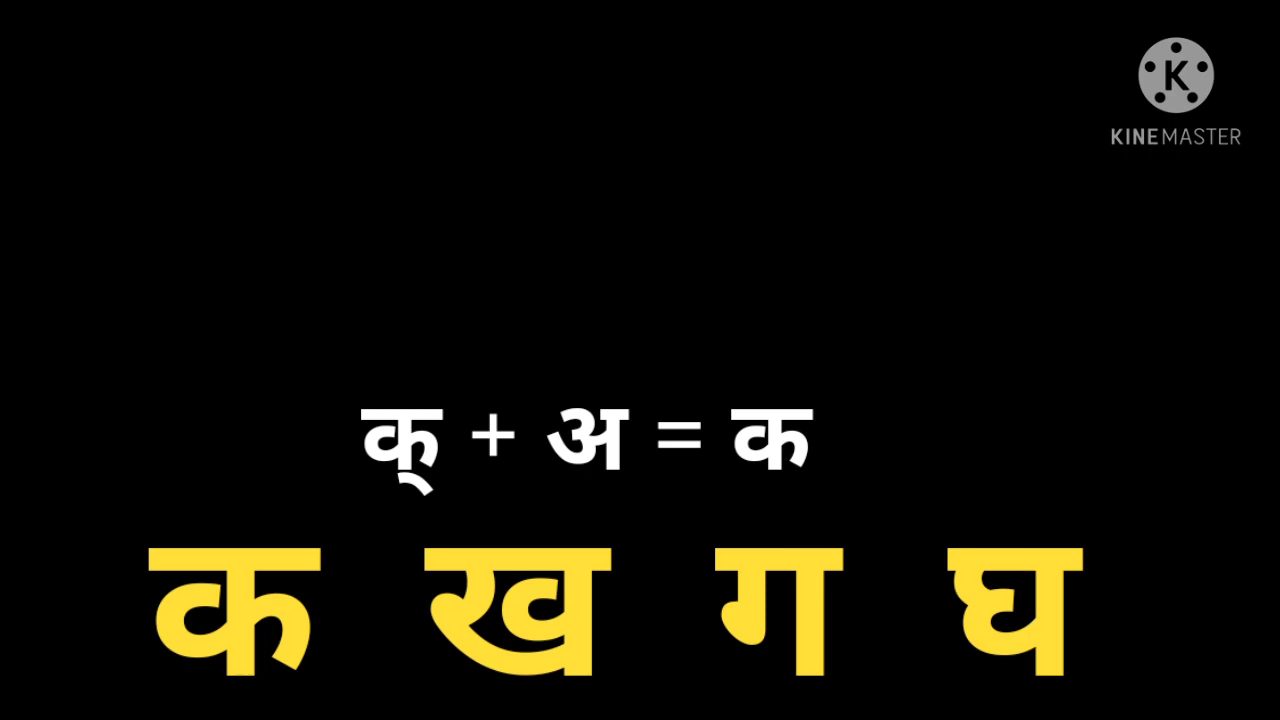 KINEMASTER
क् + अ = क
क ख ग घ